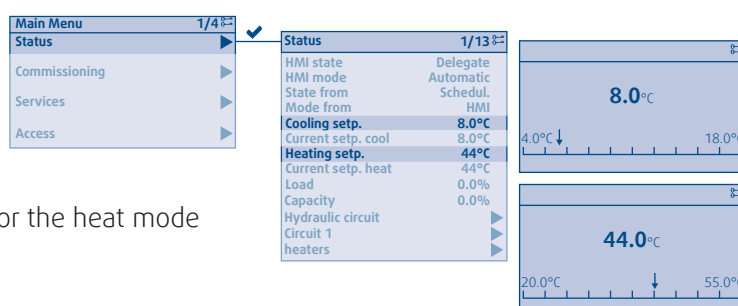 Main Menu 1/4
Status
Commissioning
Services
Access
Status 1/13
HMI state Delegate
HMI mode Automatic
State from Schedul.
Mode from HMI
Cooling setp. 8.0°C
Current setp. cool 8.0°C
Heating setp. 44°C
Current setp. heat 44°C
Load 0.0%
Capacity 0.0%
Hydraulic circuit
Circuit 1
heaters
8.0°C
4.0°C 18.0°
44.0°C
20.0°C 55.0°
or the heat mode